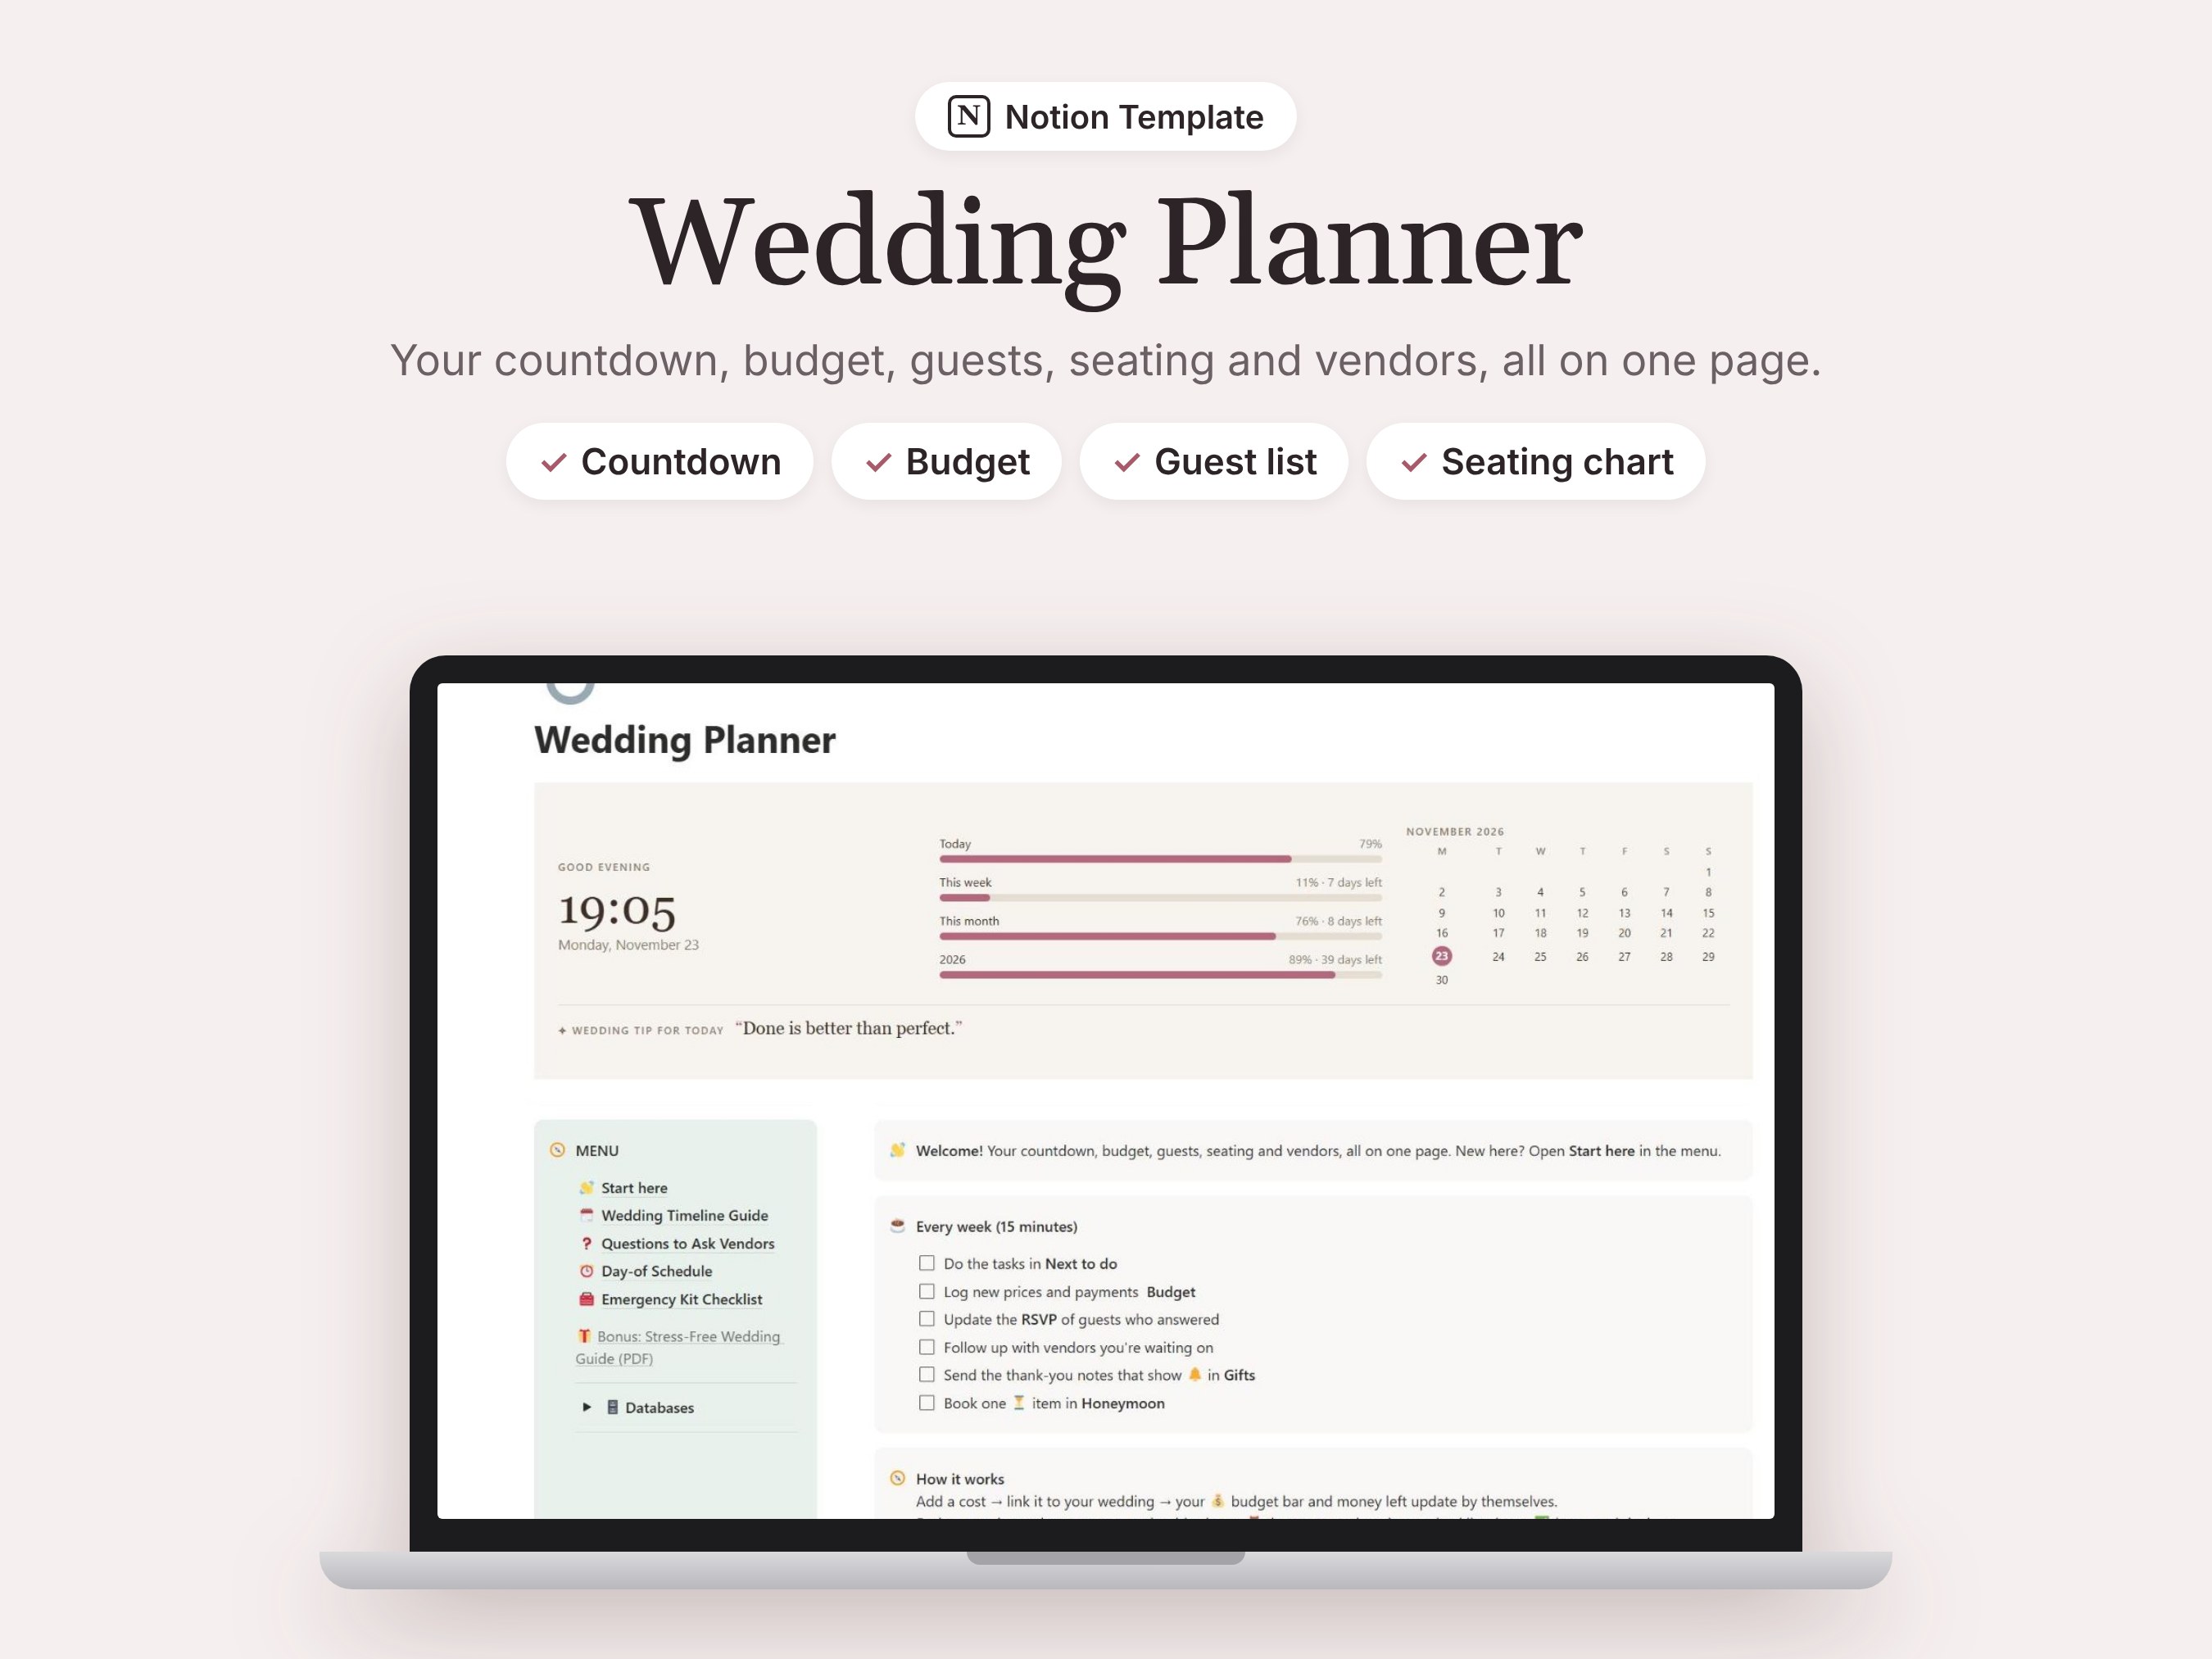 N Notion Template
Wedding Planner
Your countdown, budget, guests, seating and vendors, all on one page.
✓ Countdown ✓ Budget ✓ Guest list ✓ Seating chart
Wedding Planner
GOOD EVENING
19:05
Monday, November 23
Today 79%
This week 11% · 7 days left
This month 76% · 8 days left
2026 89% · 39 days left
NOVEMBER 2026
M T W T F S S
1
2 3 4 5 6 7 8
9 10 11 12 13 14 15
16 17 18 19 20 21 22
23 24 25 26 27 28 29
30
✦ WEDDING TIP FOR TODAY “Done is better than perfect.”
MENU
Start here
Wedding Timeline Guide
❓ Questions to Ask Vendors
Day-of Schedule
Emergency Kit Checklist
Bonus: Stress-Free Wedding
Guide (PDF)
Databases
Welcome! Your countdown, budget, guests, seating and vendors, all on one page. New here? Open Start here in the menu.
Every week (15 minutes)
Do the tasks in Next to do
Log new prices and payments Budget
Update the RSVP of guests who answered
Follow up with vendors you're waiting on
Send the thank-you notes that show 🔔 in Gifts
Book one ⏳ item in Honeymoon
How it works
Add a cost → link it to your wedding → your 💰 budget bar and money left update by themselves.